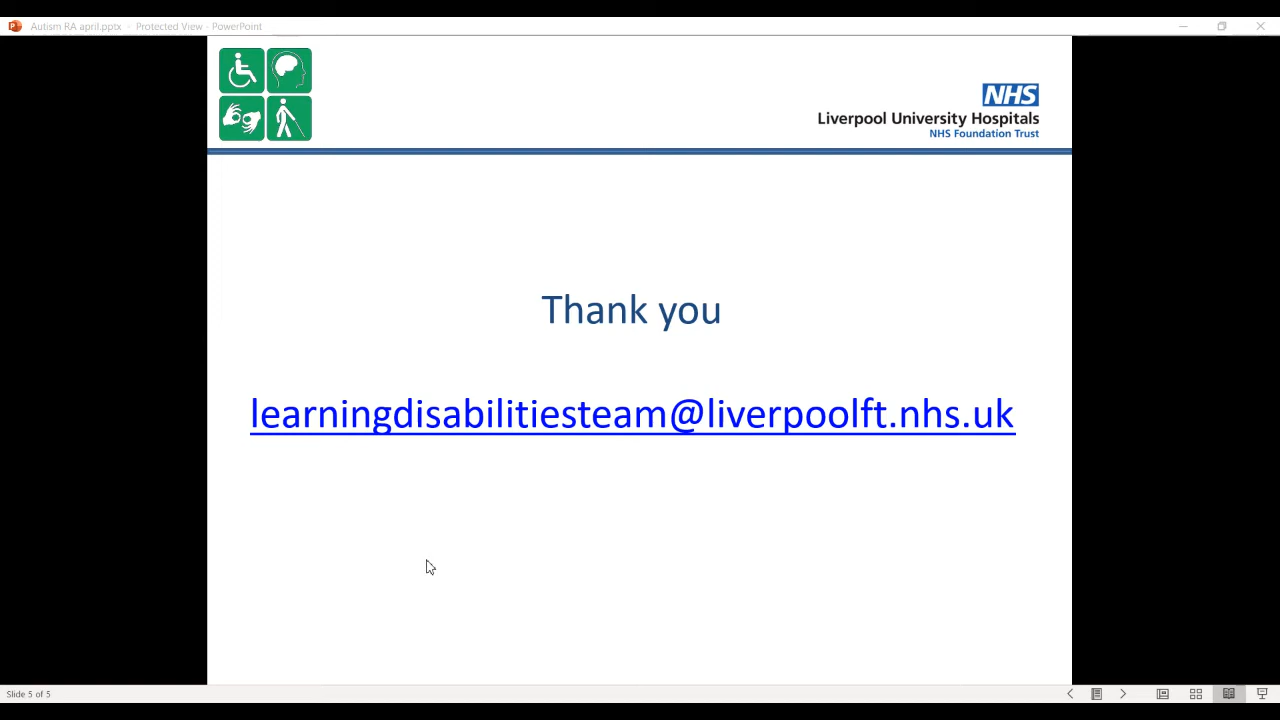 Autism RA april.pptx - Protected View - PowerPoint
NHS
Liverpool University Hospitals
NHS Foundation Trust
Thank you
learningdisabilitiesteam@liverpoolft.nhs.uk
Slide 5 of 5